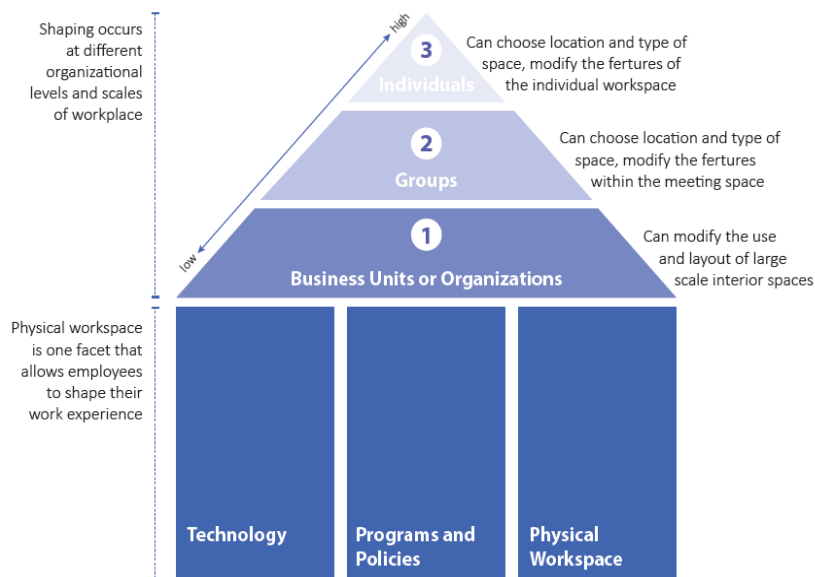 Shaping occurs
at different
organizational
levels and scales
of workplace
high
low
3
Individuals
Can choose location and type of
space, modify the fertures of
the individual workspace
2
Groups
Can choose location and type of
space, modify the fertures
within the meeting space
1
Business Units or Organizations
Can modify the use
and layout of large
scale interior spaces
Physical workspace
is one facet that
allows employees
to shape their
work experience
Technology
Programs and
Policies
Physical
Workspace